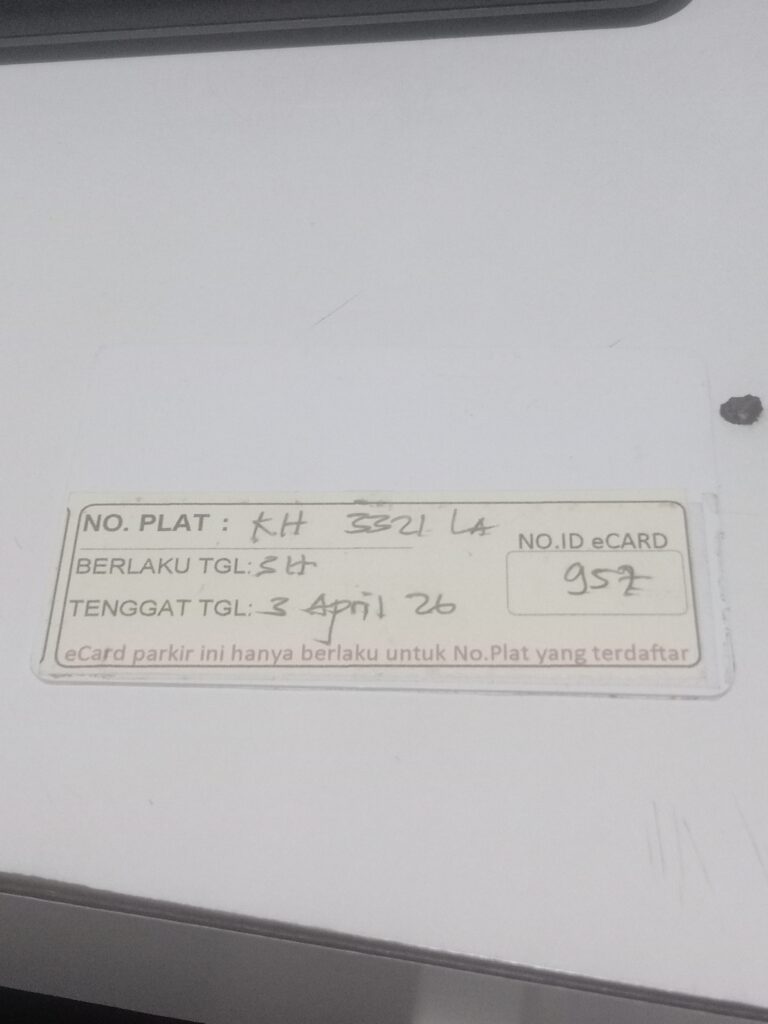 NO. PLAT : KH 3321 LA
NO.ID eCARD
BERLAKU TGL: SH
957
TENGGAT TGL: 3 April 26
eCard parkir ini hanya berlaku untuk No.Plat yang terdaftar